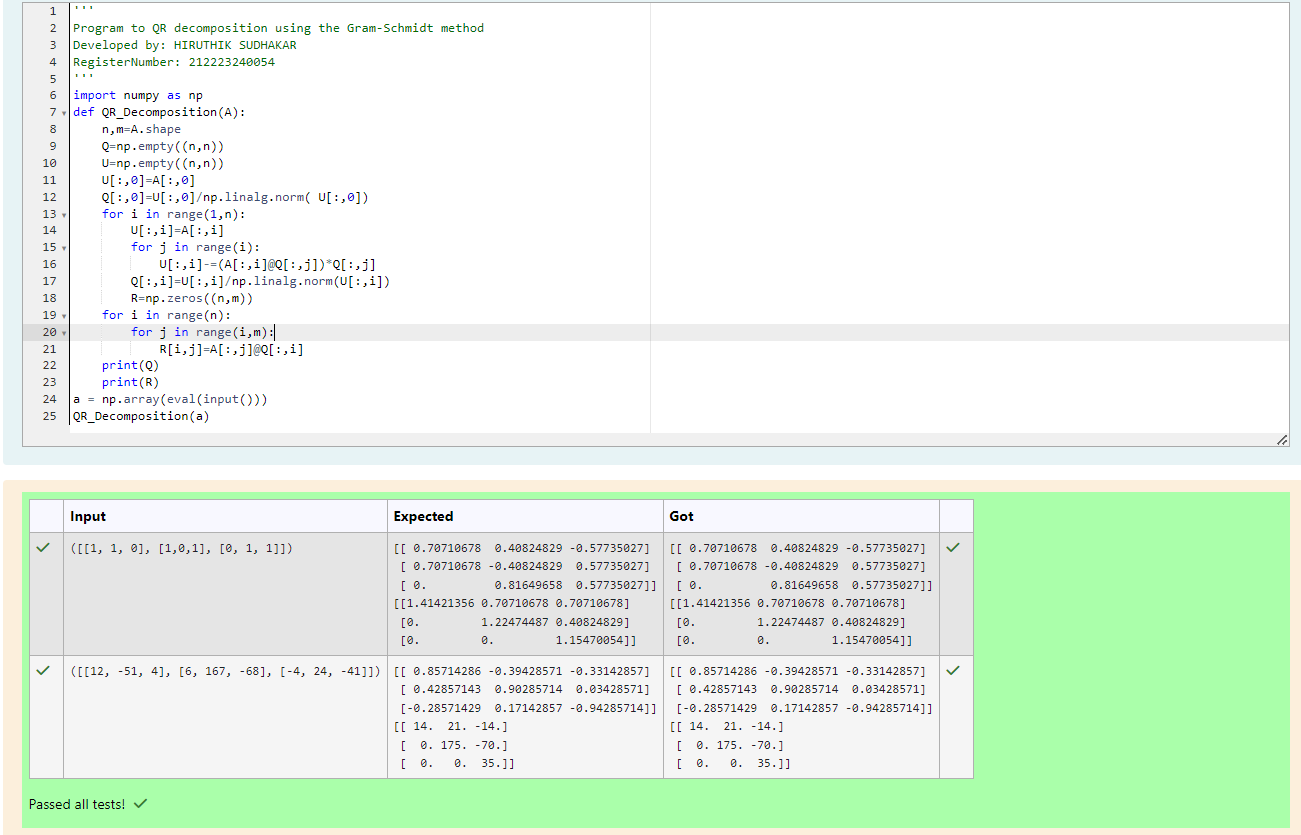 1 '''
2 Program to QR decomposition using the Gram-Schmidt method
3 Developed by: HIRUTHIK SUDHAKAR
4 RegisterNumber: 212223240054
5 '''
6 import numpy as np
7 def QR_Decomposition(A):
8     n,m=A.shape
9     Q=np.empty((n,n))
10     U=np.empty((n,n))
11     U[:,0]=A[:,0]
12     Q[:,0]=U[:,0]/np.linalg.norm( U[:,0])
13     for i in range(1,n):
14         U[:,i]=A[:,i]
15         for j in range(i):
16             U[:,i]-=(A[:,i]@Q[:,j])*Q[:,j]
17         Q[:,i]=U[:,i]/np.linalg.norm(U[:,i])
18         R=np.zeros((n,m))
19     for i in range(n):
20         for j in range(i,m):
21             R[i,j]=A[:,j]@Q[:,i]
22     print(Q)
23     print(R)
24 a = np.array(eval(input()))
25 QR_Decomposition(a)
Input Expected Got
([[1, 1, 0], [1,0,1], [0, 1, 1]]) [[ 0.70710678  0.40824829 -0.57735027] [[ 0.70710678  0.40824829 -0.57735027]
[ 0.70710678 -0.40824829  0.57735027] [ 0.70710678 -0.40824829  0.57735027]
[ 0.          0.81649658  0.57735027]] [ 0.          0.81649658  0.57735027]]
[[1.41421356 0.70710678 0.70710678] [[1.41421356 0.70710678 0.70710678]
[0.         1.22474487 0.40824829] [0.         1.22474487 0.40824829]
[0.         0.         1.15470054]] [0.         0.         1.15470054]]
([[12, -51, 4], [6, 167, -68], [-4, 24, -41]]) [[ 0.85714286 -0.39428571 -0.33142857] [[ 0.85714286 -0.39428571 -0.33142857]
[ 0.42857143  0.90285714  0.03428571] [ 0.42857143  0.90285714  0.03428571]
[-0.28571429  0.17142857 -0.94285714]] [-0.28571429  0.17142857 -0.94285714]]
[[ 14.  21. -14.] [[ 14.  21. -14.]
[  0. 175. -70.] [  0. 175. -70.]
[  0.   0.  35.]] [  0.   0.  35.]]
Passed all tests!